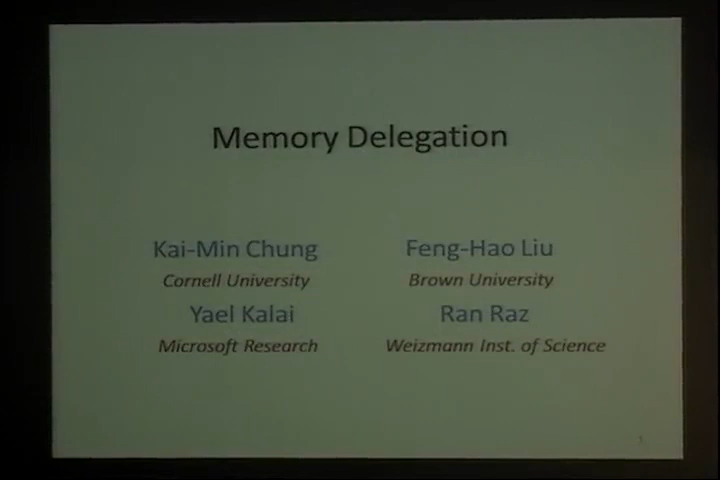 Memory Delegation
Kai-Min Chung
Feng-Hao Liu
Cornell University
Brown University
Yael Kalai
Ran Raz
Microsoft Research
Weizmann Inst. of Science